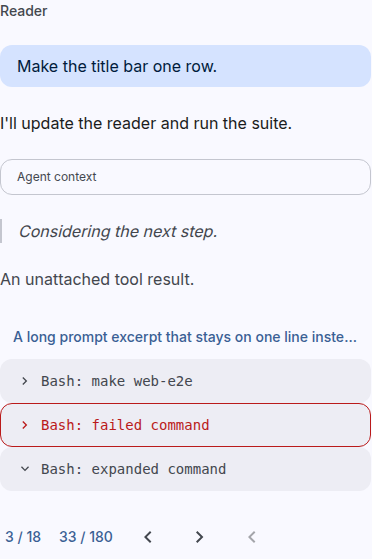 Reader
Make the title bar one row.
I'll update the reader and run the suite.
Agent context
Considering the next step.
An unattached tool result.
A long prompt excerpt that stays on one line inste...
Bash: make web-e2e
Bash: failed command
Bash: expanded command
3 / 18 33 / 180